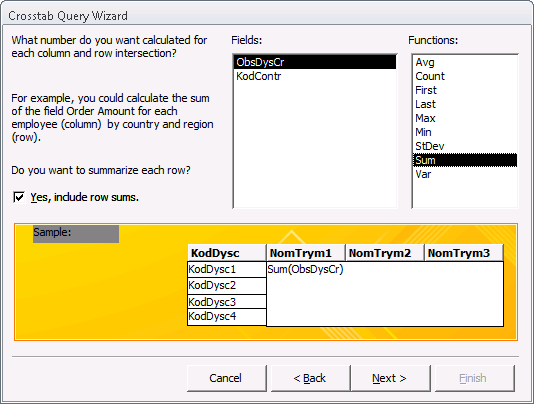 Crosstab Query Wizard
What number do you want calculated for each column and row intersection?
For example, you could calculate the sum of the field Order Amount for each employee (column)  by country and region (row).
Do you want to summarize each row?
Yes, include row sums.
Fields:
ObsDysCr
KodContr
Functions:
Avg
Count
First
Last
Max
Min
StDev
Sum
Var
Sample:
KodDysc NomTrym1 NomTrym2 NomTrym3
KodDysc1 Sum(ObsDysCr)
KodDysc2
KodDysc3
KodDysc4
Cancel < Back Next > Finish